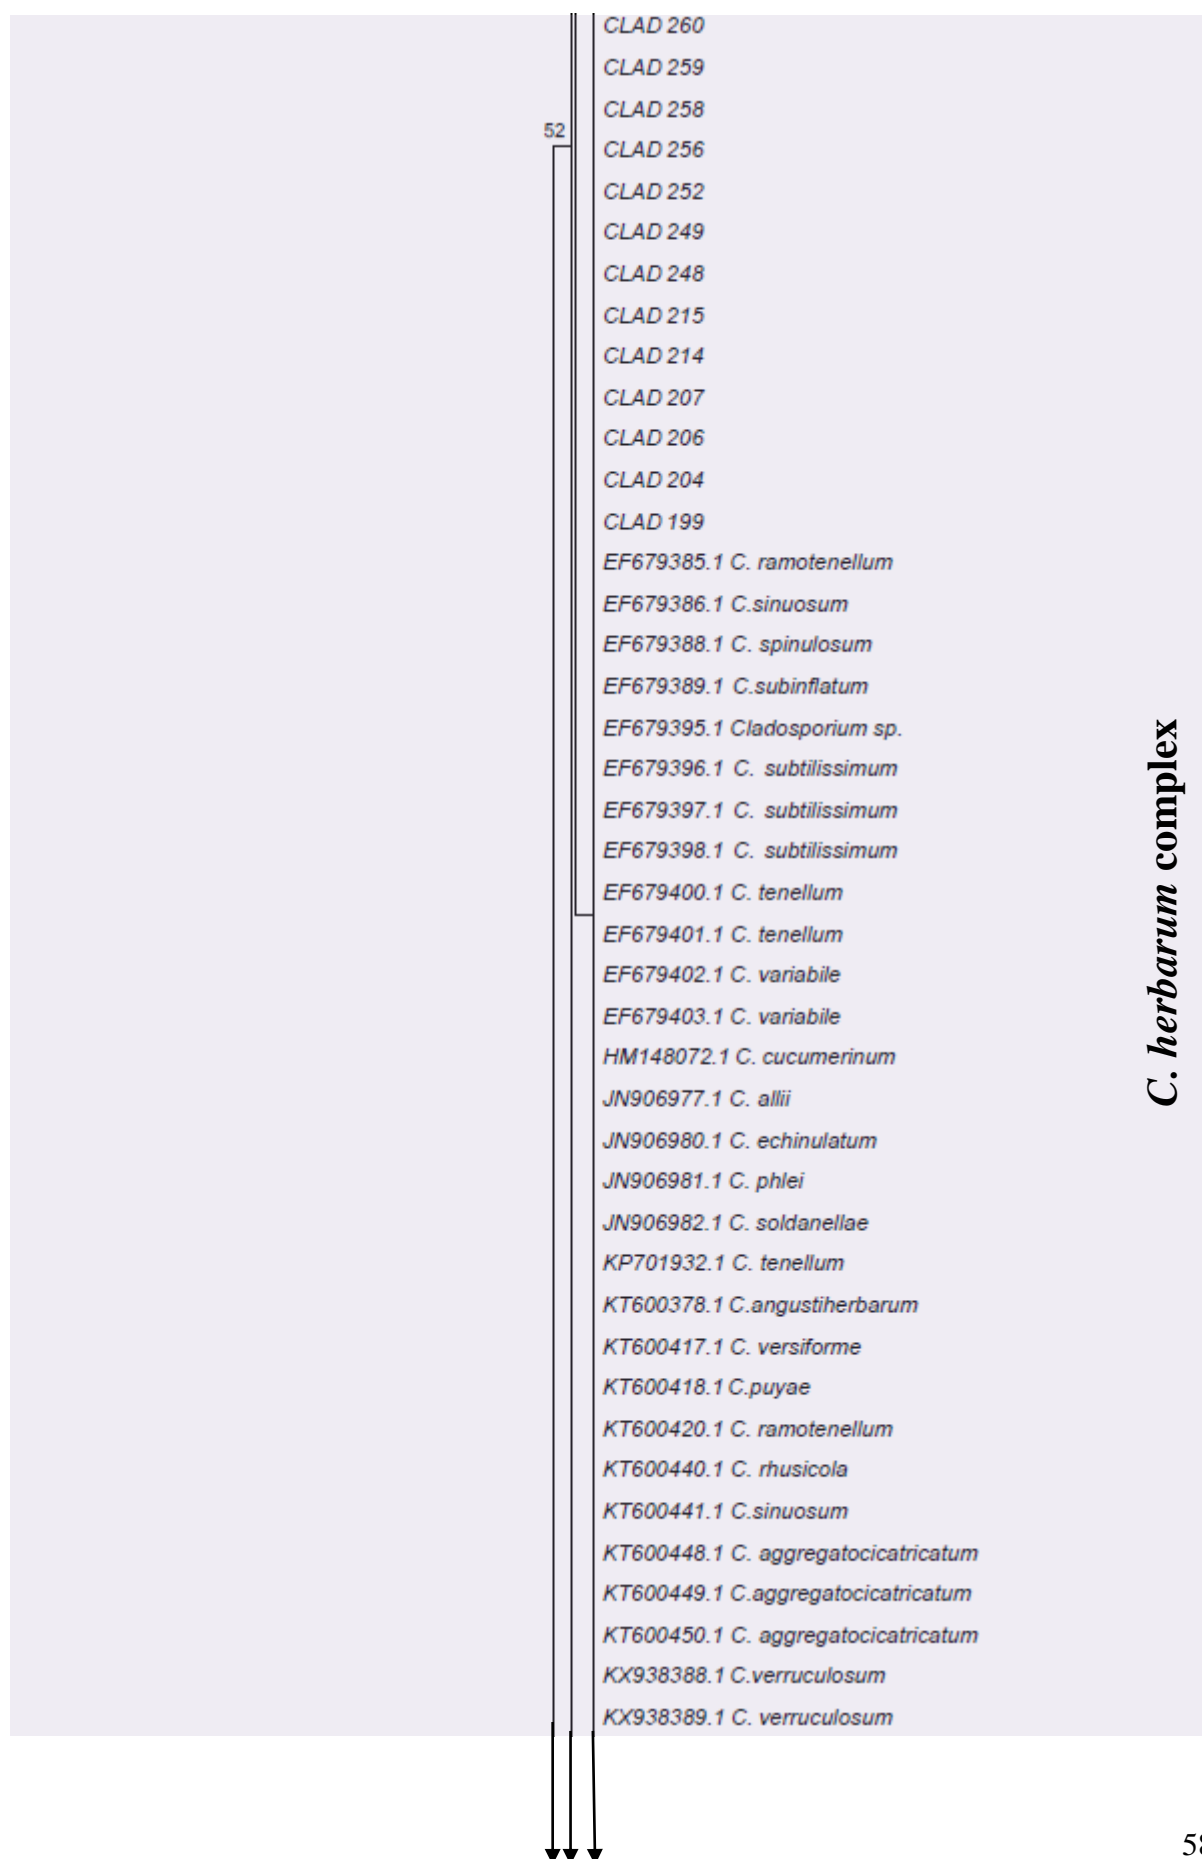 CLAD 260
CLAD 259
CLAD 258
52
CLAD 256
CLAD 252
CLAD 249
CLAD 248
CLAD 215
CLAD 214
CLAD 207
CLAD 206
CLAD 204
CLAD 199
EF679385.1 C. ramotenellum
EF679386.1 C.sinuosum
EF679388.1 C. spinulosum
EF679389.1 C.subinflatum
EF679395.1 Cladosporium sp.
EF679396.1 C. subtilissimum
EF679397.1 C. subtilissimum
EF679398.1 C. subtilissimum
EF679400.1 C. tenellum
EF679401.1 C. tenellum
EF679402.1 C. variabile
EF679403.1 C. variabile
HM148072.1 C. cucumerinum
JN906977.1 C. allii
JN906980.1 C. echinulatum
JN906981.1 C. phlei
JN906982.1 C. soldanellae
KP701932.1 C. tenellum
KT600378.1 C.angustiherbarum
KT600417.1 C. versiforme
KT600418.1 C.puyae
KT600420.1 C. ramotenellum
KT600440.1 C. rhusicola
KT600441.1 C.sinuosum
KT600448.1 C. aggregatocicatricatum
KT600449.1 C.aggregatocicatricatum
KT600450.1 C. aggregatocicatricatum
KX938388.1 C.verruculosum
KX938389.1 C. verruculosum
C. herbarum complex
58